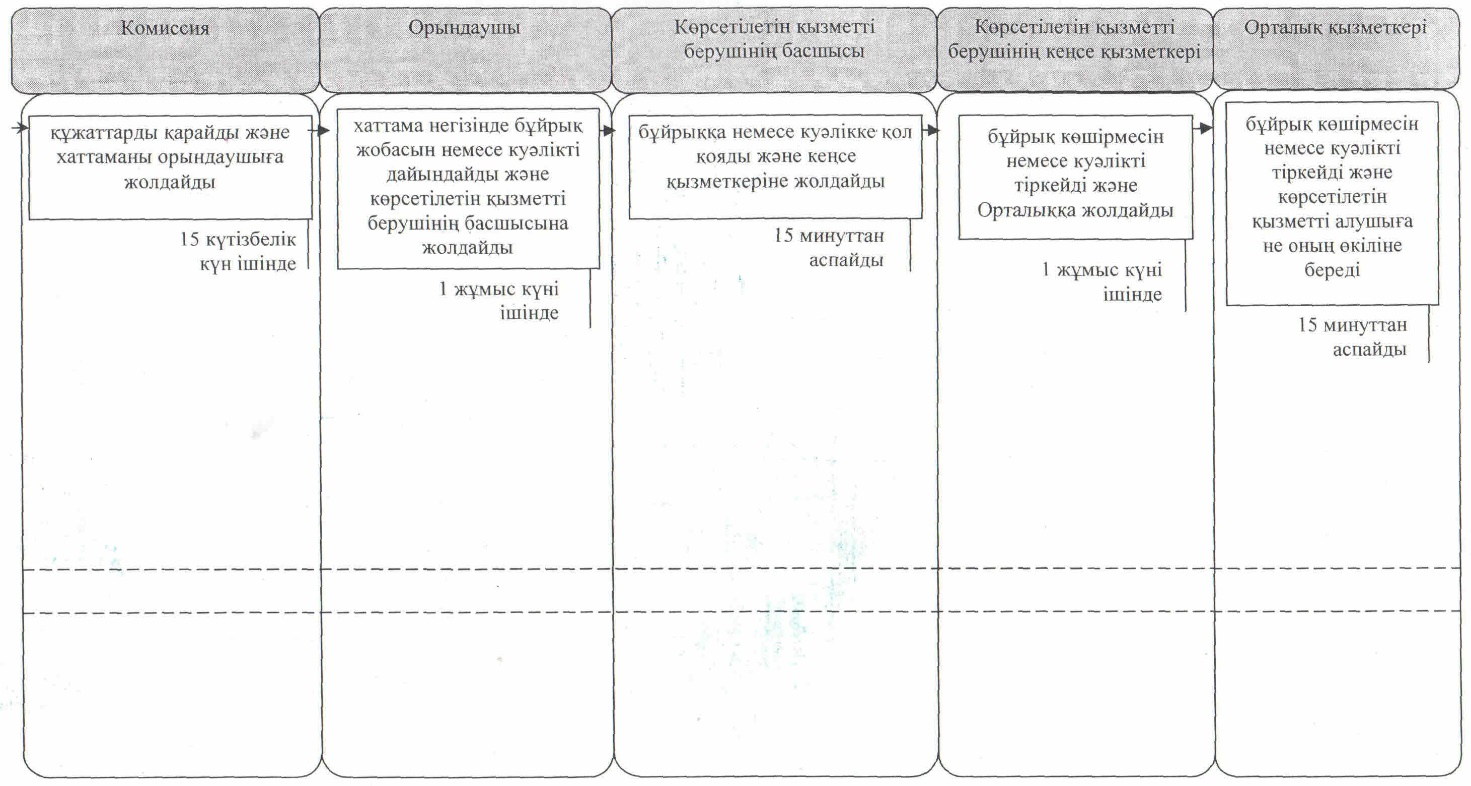 Комиссия
Орындаушы
Көрсетілетін қызметті
берушінің басшысы
Көрсетілетін қызметті
берушінің кеңсе қызметкері
Орталық қызметкері
құжаттарды қарайды және
хаттаманы орындаушыға
жолдайды
15 күтізбелік
күн ішінде
хаттама негізінде бұйрық
жобасын немесе куәлікті
дайындайды және
көрсетілетін қызметті
берушінің басшысына
жолдайды
1 жұмыс күні
ішінде
бұйрыққа немесе куәлікке қол
қояды және кеңсе
қызметкеріне жолдайды
15 минуттан
аспайды
бұйрық көшірмесін
немесе куәлікті
тіркейді және
Орталыққа жолдайды
1 жұмыс күні
ішінде
бұйрық көшірмесін
немесе куәлікті
тіркейді және
көрсетілетін
қызметті алушыға
не оның өкіліне
береді
15 минуттан
аспайды